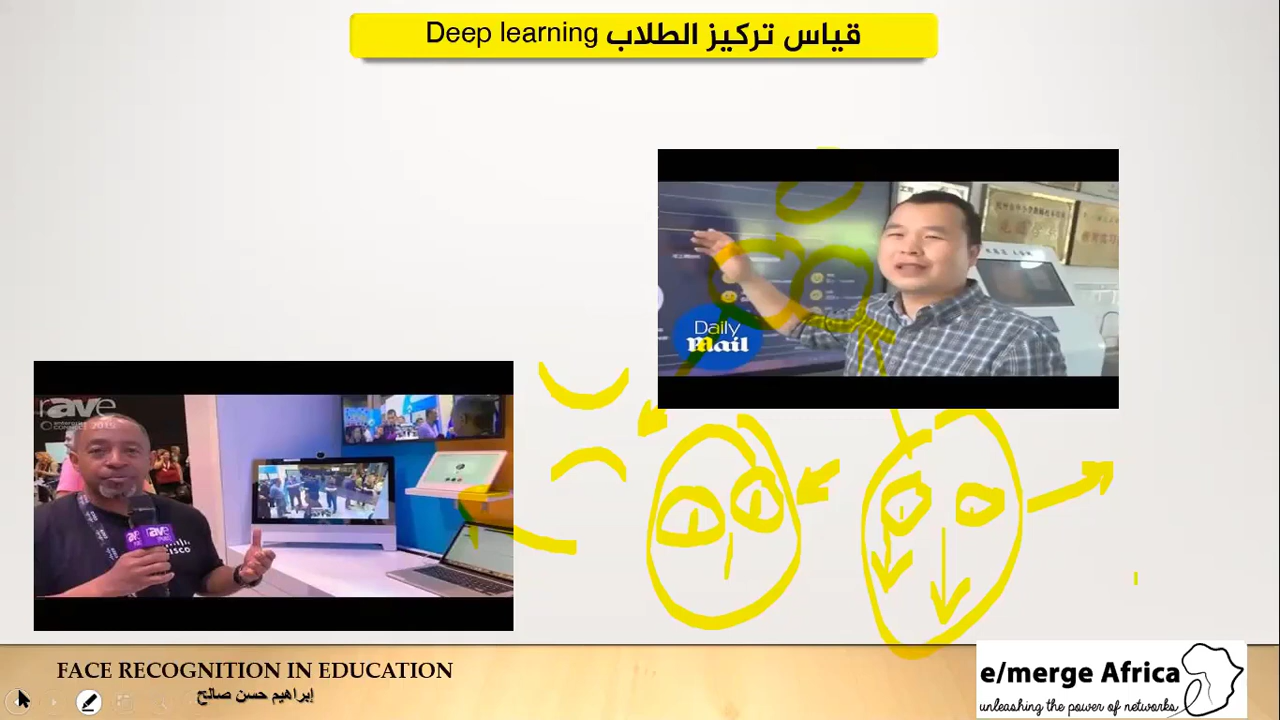 قياس تركيز الطلاب Deep learning
Daily
Mail
rave
FACE RECOGNITION IN EDUCATION
إبراهيم حسن صالح
e/merge Africa
unleashing the power of networks